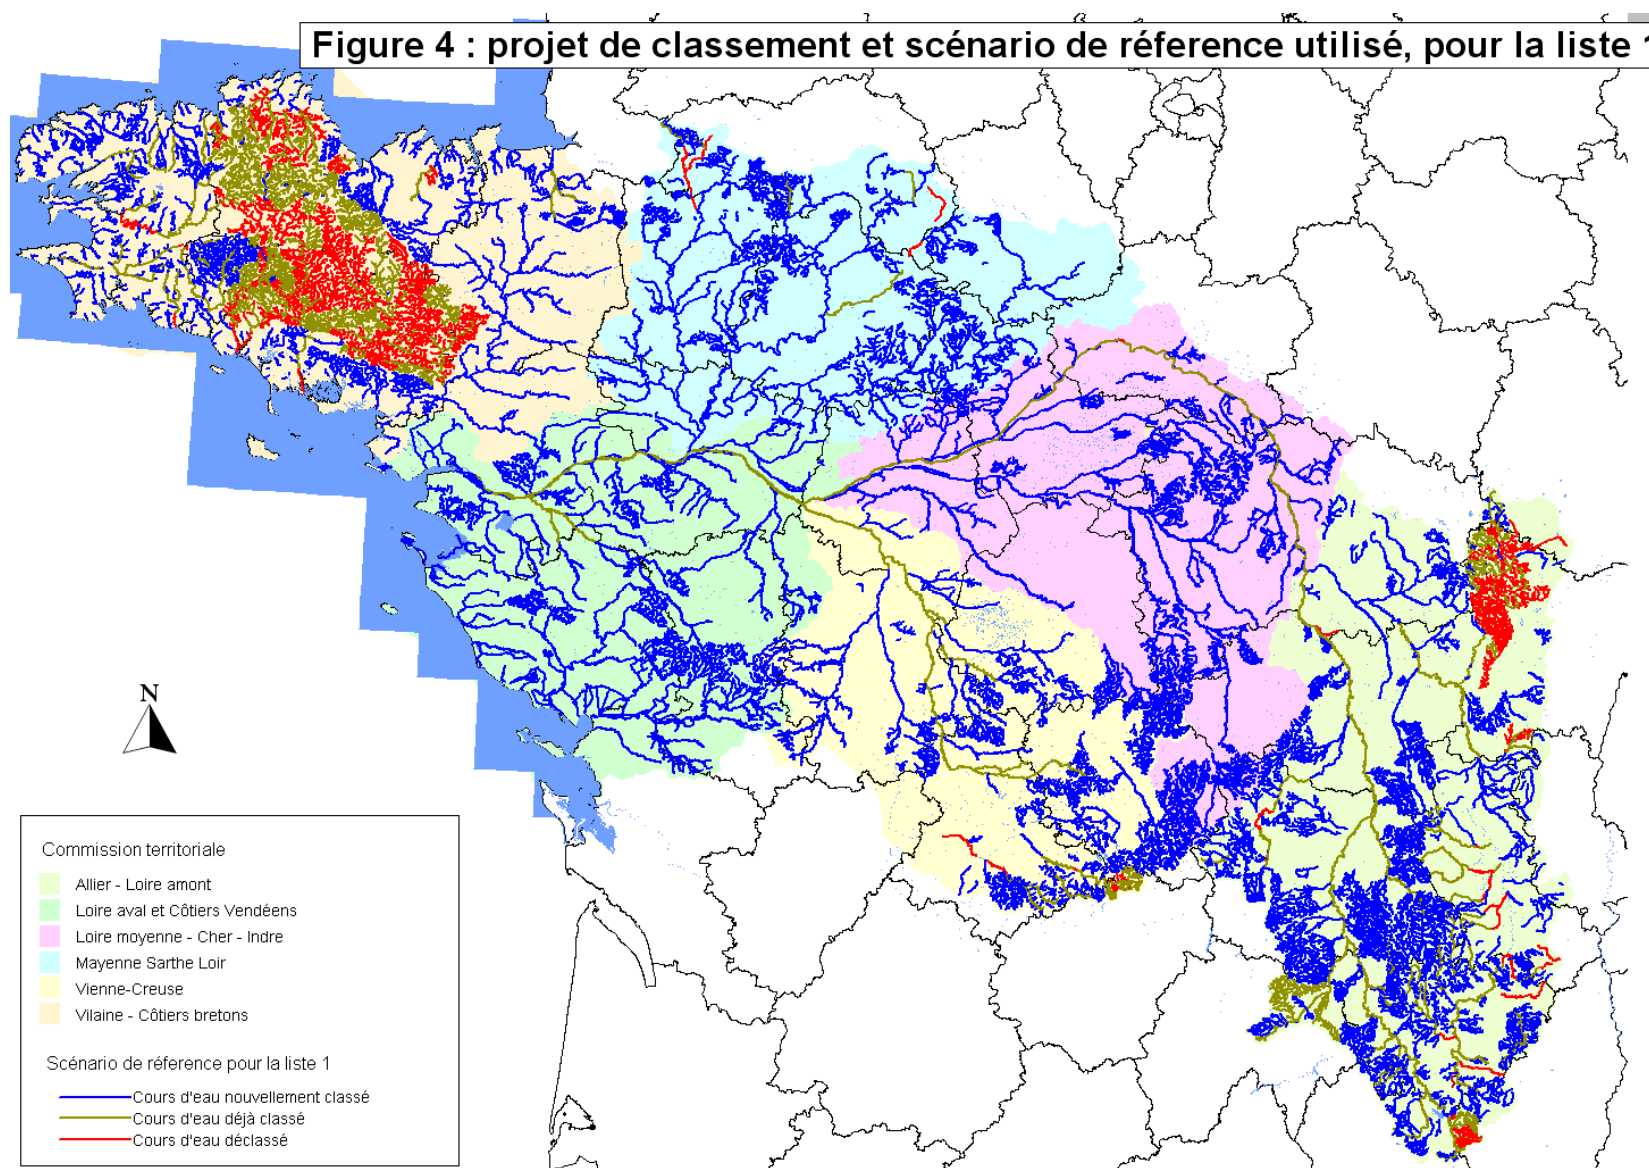 Figure 4 : projet de classement et scénario de réference utilisé, pour la liste 1
N
Commission territoriale
Allier - Loire amont
Loire aval et Côtiers Vendéens
Loire moyenne - Cher - Indre
Mayenne Sarthe Loir
Vienne-Creuse
Vilaine - Côtiers bretons
Scénario de réference pour la liste 1
Cours d'eau nouvellement classé
Cours d'eau déjà classé
Cours d'eau déclassé